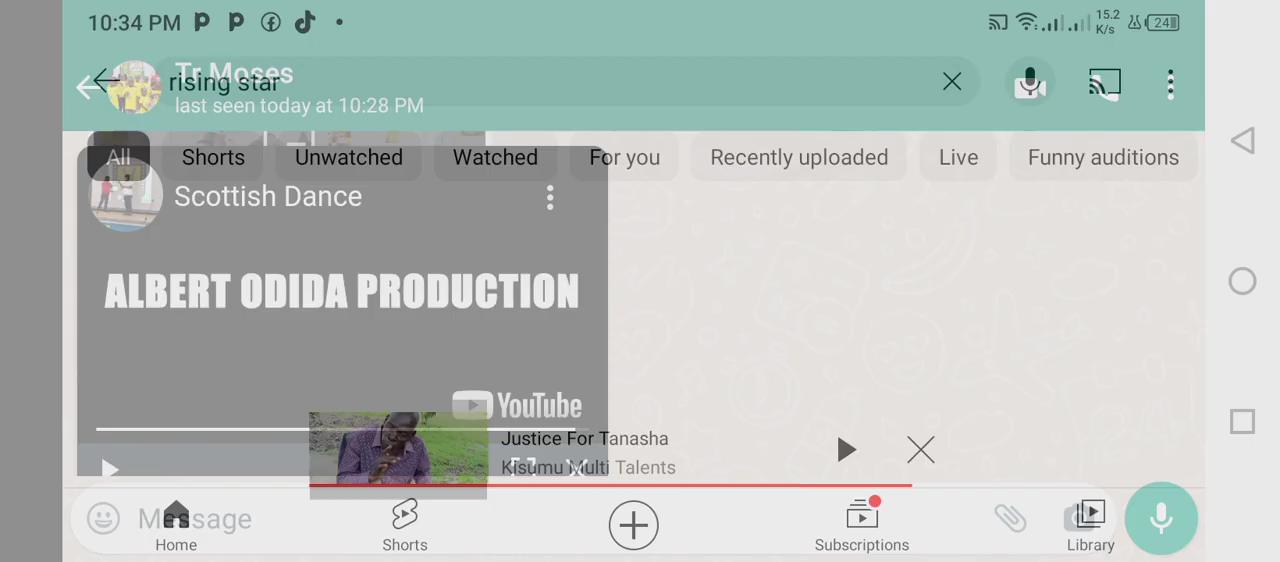 10:34 PM
15.2
K/s
24
Tr Moses
rising star
last seen today at 10:28 PM
All
Shorts
Unwatched
Watched
For you
Recently uploaded
Live
Funny auditions
Scottish Dance
ALBERT ODIDA PRODUCTION
YouTube
Justice For Tanasha
Kisumu Multi Talents
Message
Home
Shorts
Subscriptions
Library